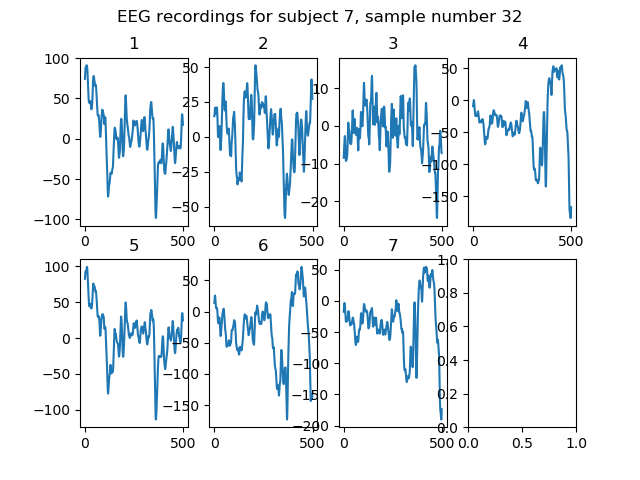 EEG recordings for subject 7, sample number 32
1 2 3 4
100 50 0 −50 −100
50 25 0 −25 −50
10 0 −10 −20
50 0 −50 −100 −150
0 500 0 500 0 500 0 500
5 6 7
100 50 0 −50 −100
50 0 −50 −100 −150
50 0 −50 −100 −150 −200
1.0 0.8 0.6 0.4 0.2 0.0
0 500 0 500 0 500 0.0 0.5 1.0